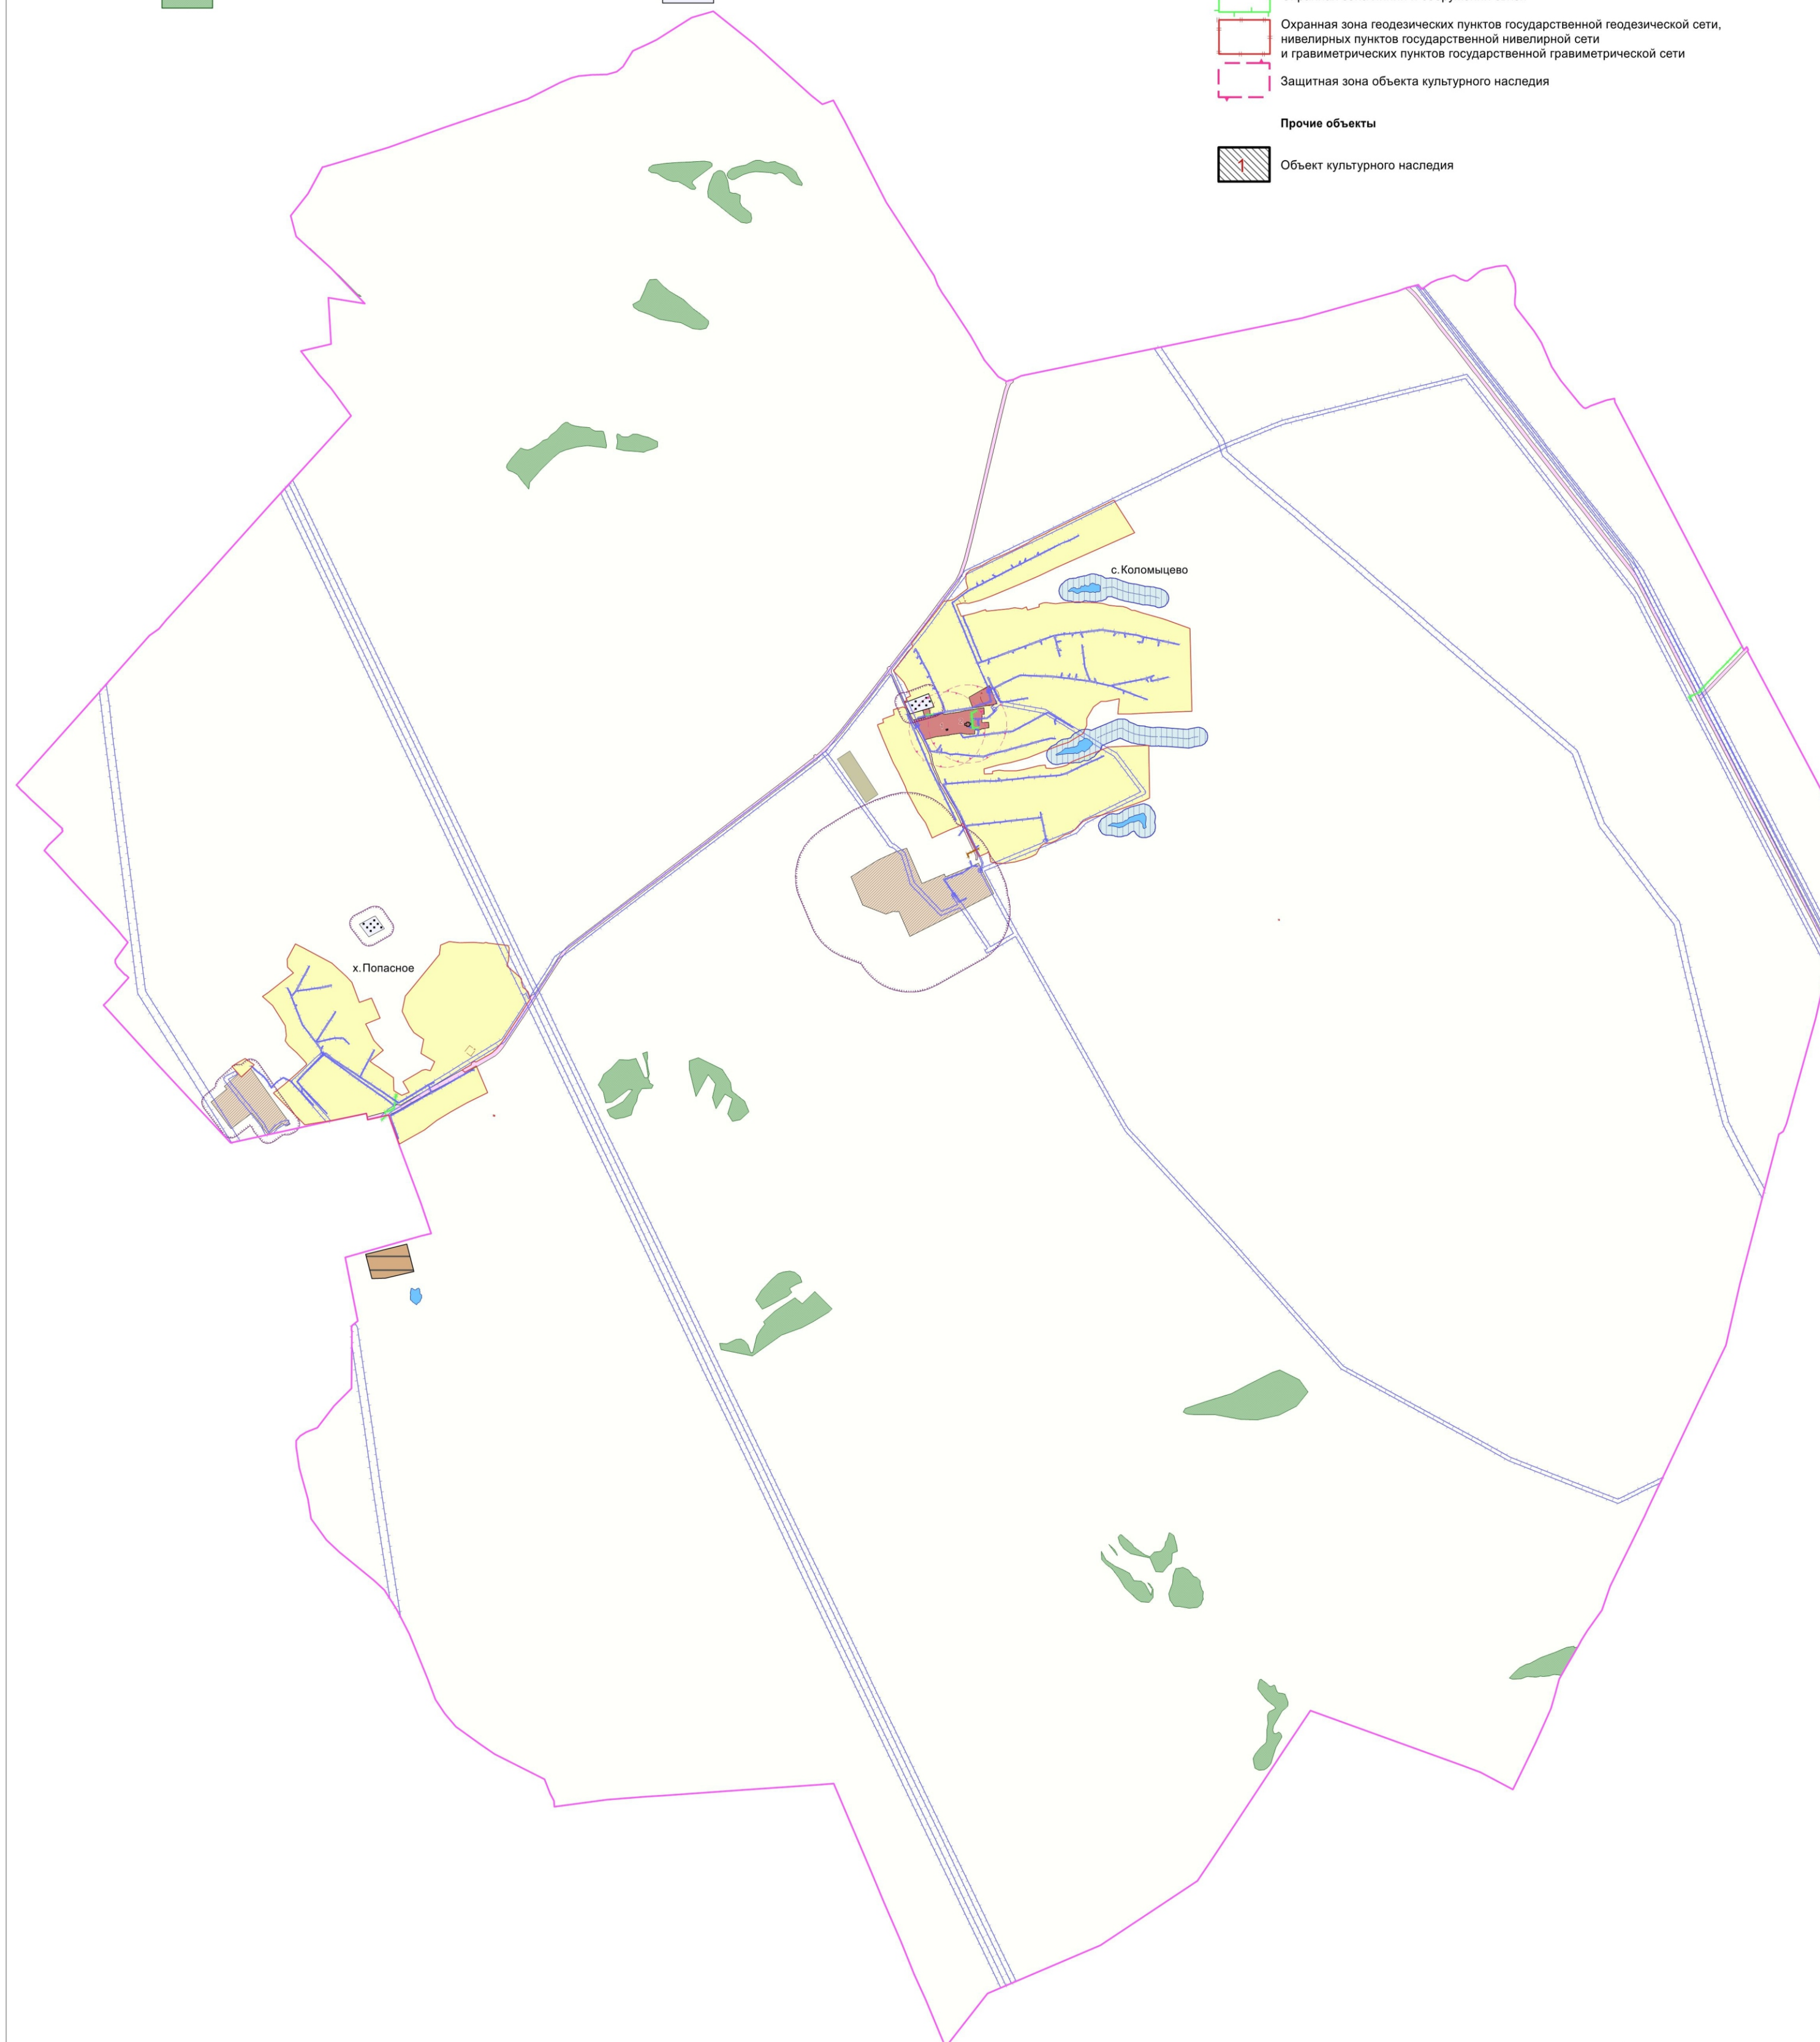 Охранная зона геодезических пунктов государственной геодезической сети,
нивелирных пунктов государственной нивелирной сети
и гравиметрических пунктов государственной гравиметрической сети
Защитная зона объекта культурного наследия
Прочие объекты
1
Объект культурного наследия
с.Коломыцево
х.Попасное